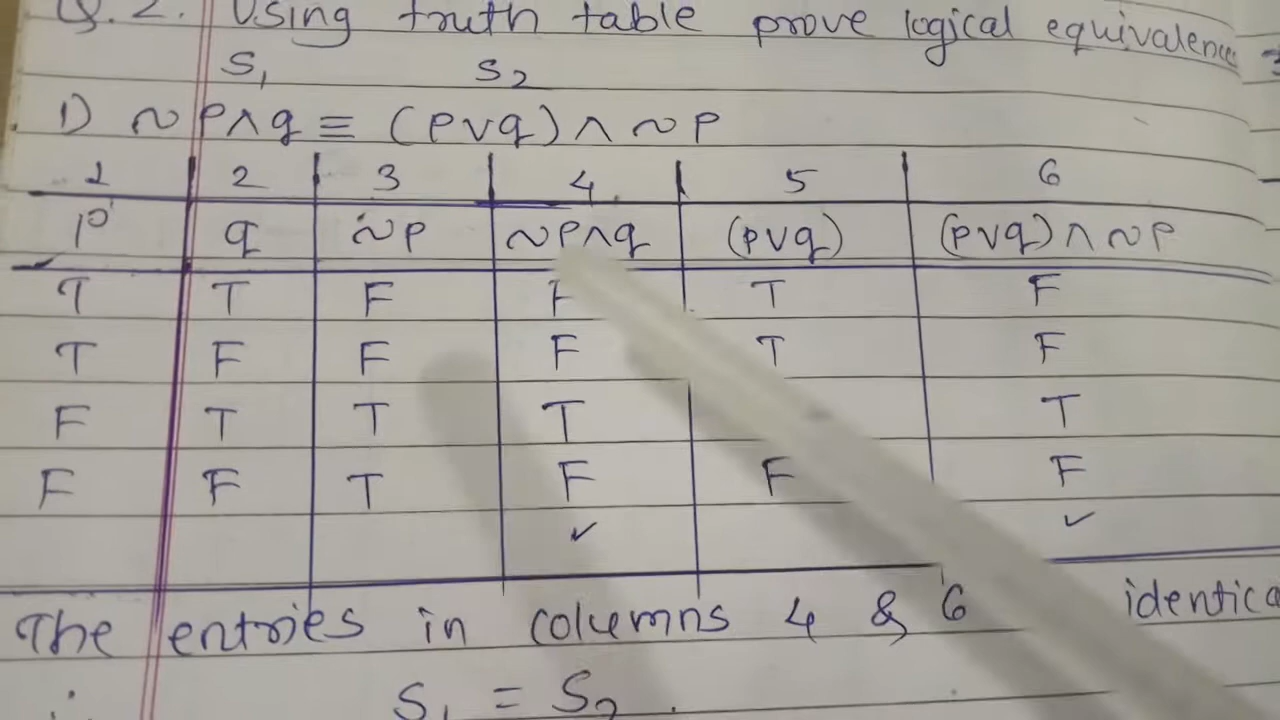 Q.2. Using truth table prove logical equivalence
S₁ S₂
1) ~P∧q ≡ (P∨q) ∧ ~P
1 2 3 4 5 6
P q ~P ~P∧q (P∨q) (P∨q) ∧ ~P
T T F F T F
T F F F T F
F T T T T
F F T F F F
✓ ✓
The entries in columns 4 & 6
∴ S₁ = S₂.